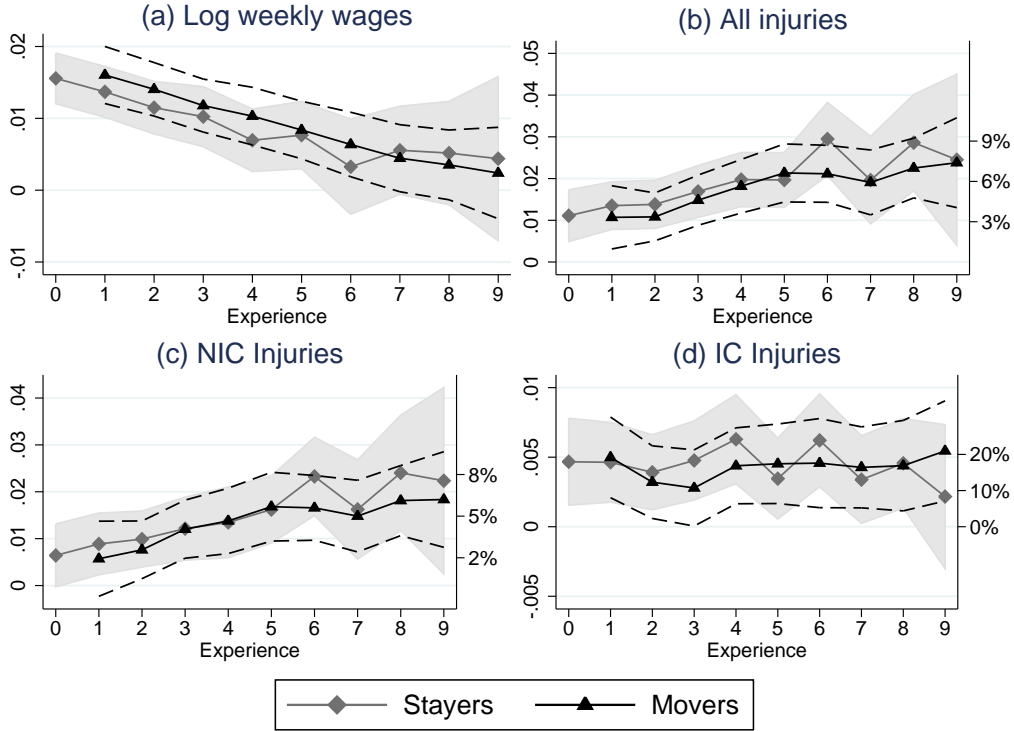 (a) Log weekly wages
.02
.01
0
-.01
0 1 2 3 4 5 6 7 8 9
Experience
(b) All injuries
.05
.04
.03
.02
.01
0
9%
6%
3%
0 1 2 3 4 5 6 7 8 9
Experience
(c) NIC Injuries
.04
.03
.02
.01
0
8%
5%
2%
0 1 2 3 4 5 6 7 8 9
Experience
(d) IC Injuries
.01
.005
0
-.005
20%
10%
0%
0 1 2 3 4 5 6 7 8 9
Experience
Stayers Movers